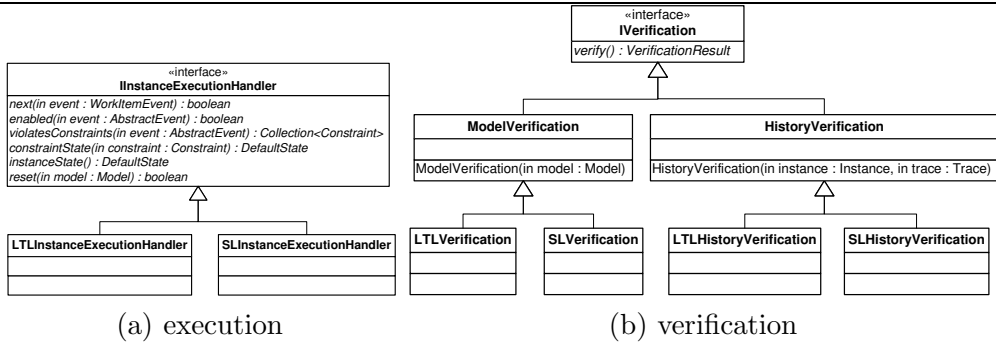 «interface»
IInstanceExecutionHandler
next(in event : WorkItemEvent) : boolean
enabled(in event : AbstractEvent) : boolean
violatesConstraints(in event : AbstractEvent) : Collection<Constraint>
constraintState(in constraint : Constraint) : DefaultState
instanceState() : DefaultState
reset(in model : Model) : boolean
LTLInstanceExecutionHandler
SLInstanceExecutionHandler
(a) execution
«interface»
IVerification
verify() : VerificationResult
ModelVerification
ModelVerification(in model : Model)
HistoryVerification
HistoryVerification(in instance : Instance, in trace : Trace)
LTLVerification
SLVerification
LTLHistoryVerification
SLHistoryVerification
(b) verification